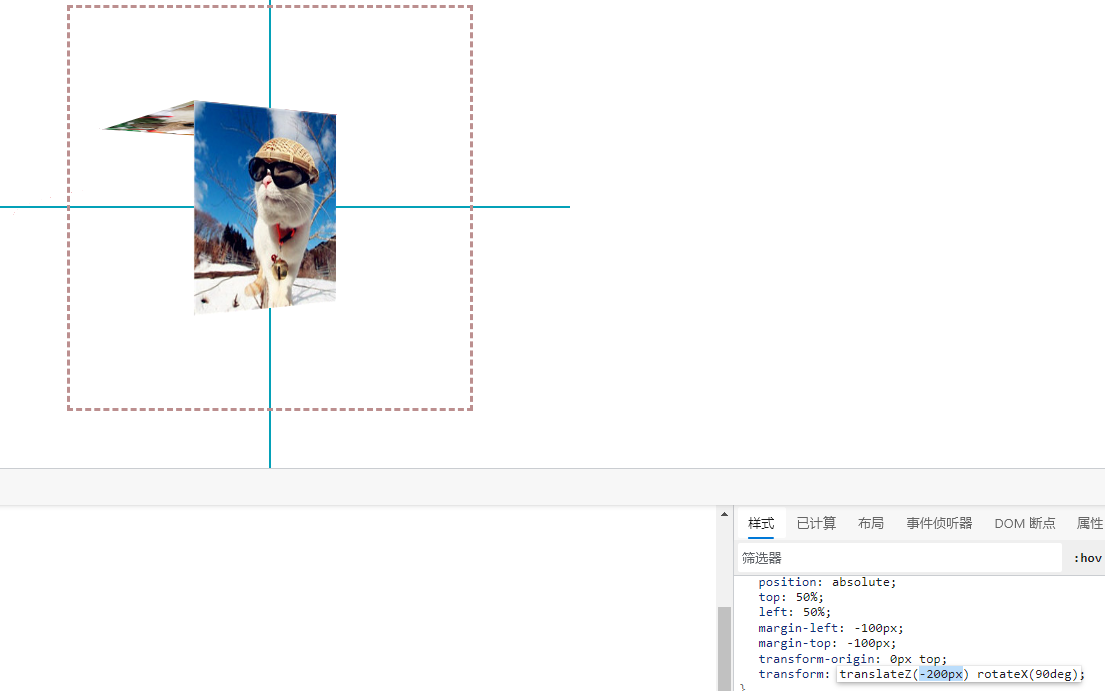 样式 已计算 布局 事件侦听器 DOM 断点 属性
筛选器 :hov
position: absolute;
top: 50%;
left: 50%;
margin-left: -100px;
margin-top: -100px;
transform-origin: 0px top;
transform: translateZ(-200px) rotateX(90deg);
}